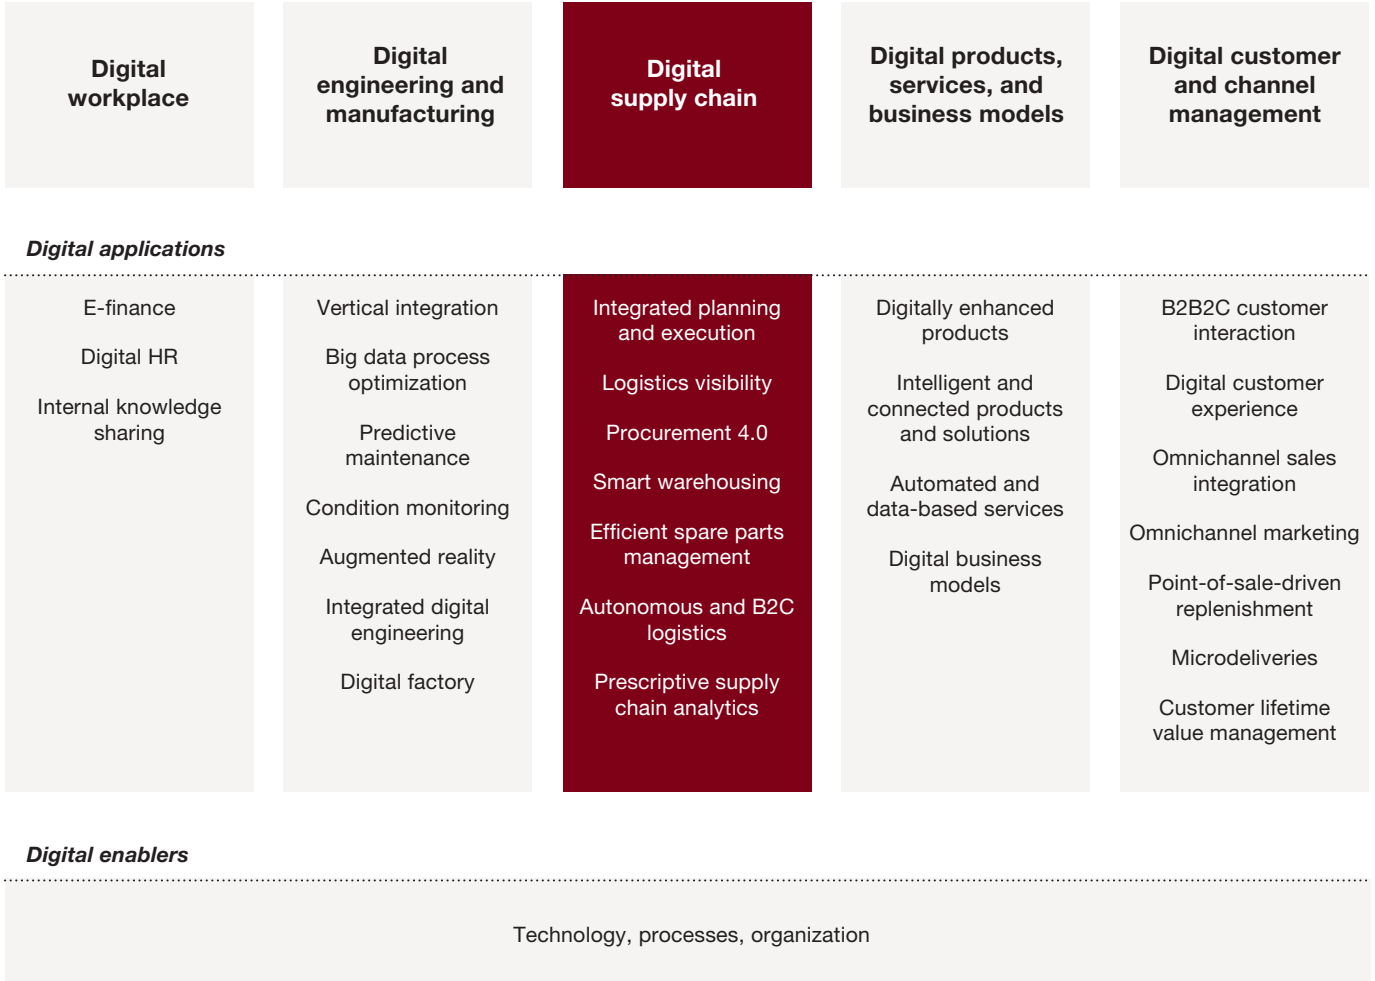 Digital
workplace
Digital
engineering and
manufacturing
Digital
supply chain
Digital products,
services, and
business models
Digital customer
and channel
management
Digital applications
E-finance
Digital HR
Internal knowledge
sharing
Vertical integration
Big data process
optimization
Predictive
maintenance
Condition monitoring
Augmented reality
Integrated digital
engineering
Digital factory
Integrated planning
and execution
Logistics visibility
Procurement 4.0
Smart warehousing
Efficient spare parts
management
Autonomous and B2C
logistics
Prescriptive supply
chain analytics
Digitally enhanced
products
Intelligent and
connected products
and solutions
Automated and
data-based services
Digital business
models
B2B2C customer
interaction
Digital customer
experience
Omnichannel sales
integration
Omnichannel marketing
Point-of-sale-driven
replenishment
Microdeliveries
Customer lifetime
value management
Digital enablers
Technology, processes, organization